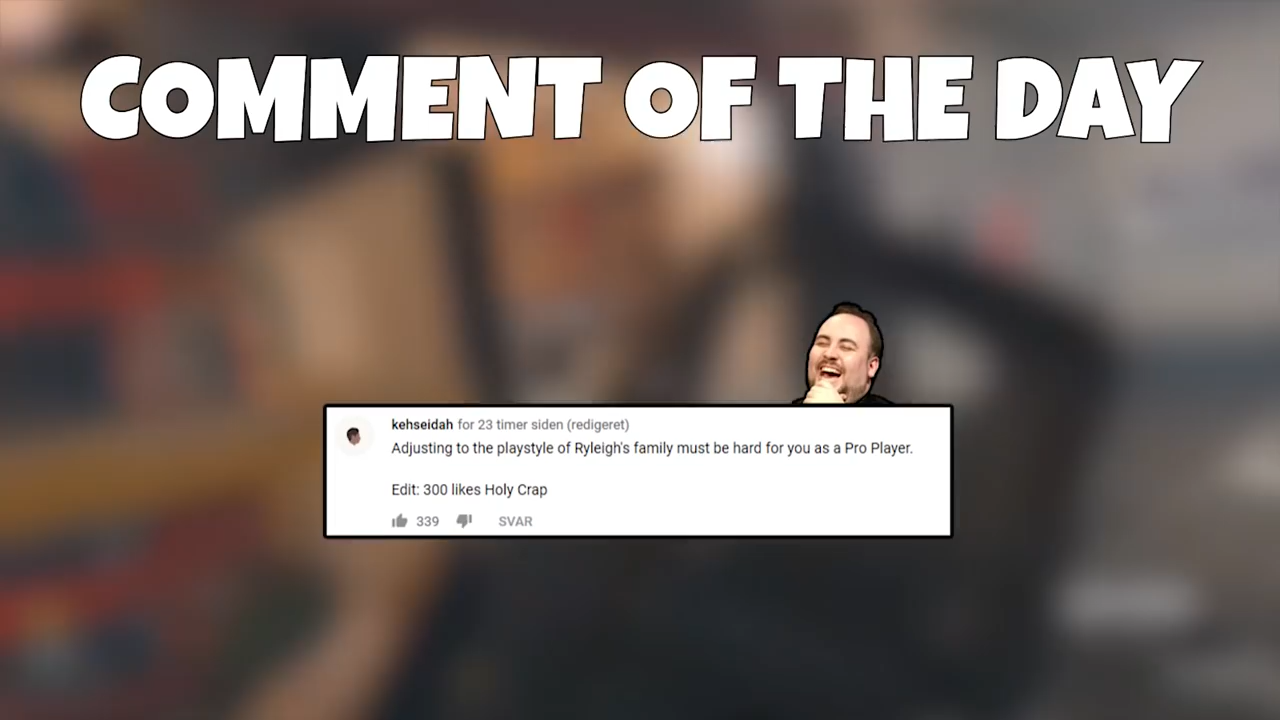 COMMENT OF THE DAY
kehseidah for 23 timer siden (redigeret)
Adjusting to the playstyle of Ryleigh's family must be hard for you as a Pro Player.
Edit: 300 likes Holy Crap
339 SVAR